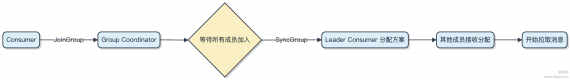 Consumer
JoinGroup
Group Coordinator
等待所有成员加入
SyncGroup
Leader Consumer 分配方案
其他成员接收分配
开始拉取消息